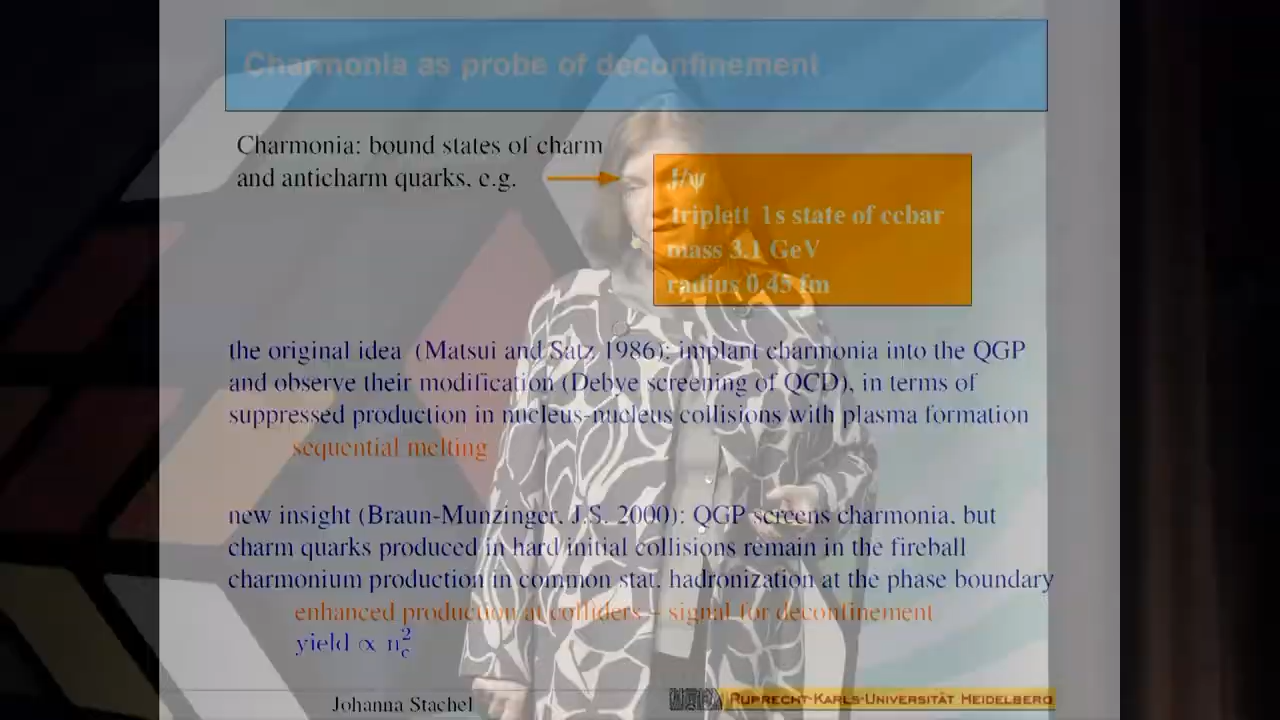 Charmonia as probe of deconfinement
Charmonia: bound states of charm
and anticharm quarks, e.g.
J/ψ
triplett 1s state of ccbar
mass 3.1 GeV
radius 0.45 fm
the original idea (Matsui and Satz 1986): implant charmonia into the QGP
and observe their modification (Debye screening of QCD), in terms of
suppressed production in nucleus-nucleus collisions with plasma formation
sequential melting
new insight (Braun-Munzinger, J.S. 2000): QGP screens charmonia, but
charm quarks produced in hard initial collisions remain in the fireball
charmonium production in common stat. hadronization at the phase boundary
enhanced production at colliders – signal for deconfinement
yield ∝ n_c^2
Johanna Stachel
RUPRECHT-KARLS-UNIVERSITÄT HEIDELBERG